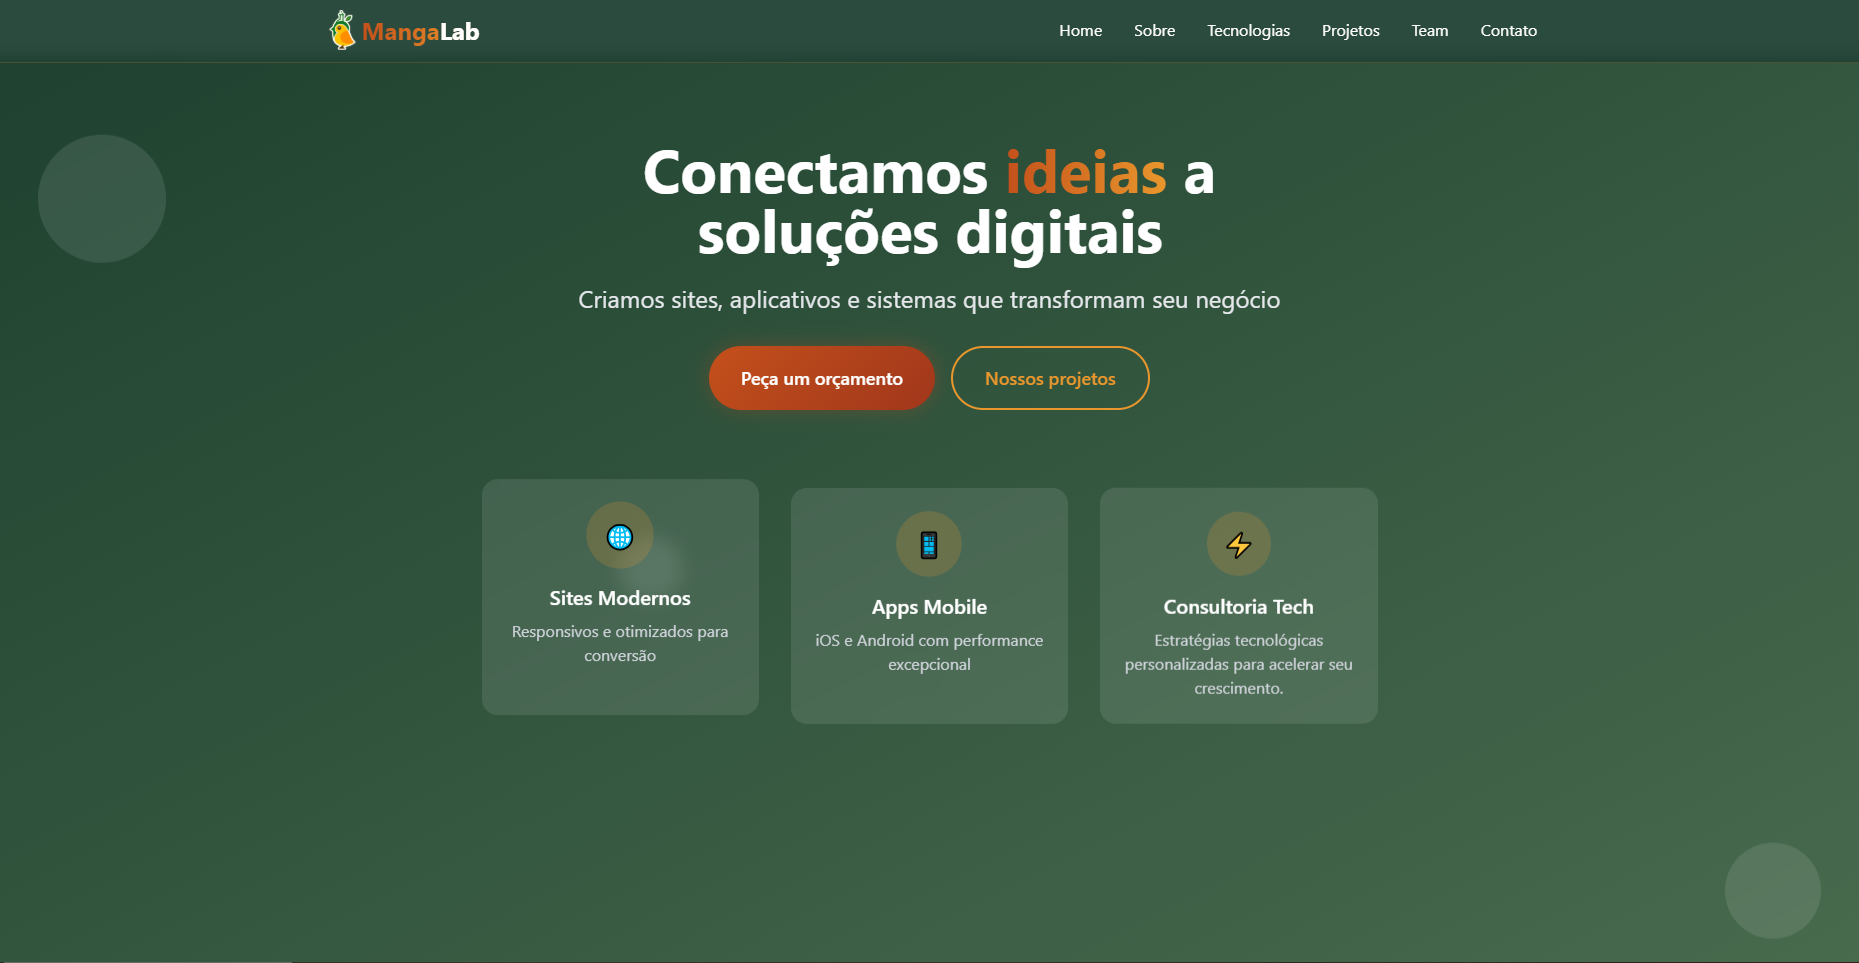 MangaLab
Home Sobre Tecnologias Projetos Team Contato
Conectamos ideias a
soluções digitais
Criamos sites, aplicativos e sistemas que transformam seu negócio
Peça um orçamento
Nossos projetos
Sites Modernos
Responsivos e otimizados para
conversão
Apps Mobile
iOS e Android com performance
excepcional
Consultoria Tech
Estratégias tecnológicas
personalizadas para acelerar seu
crescimento.